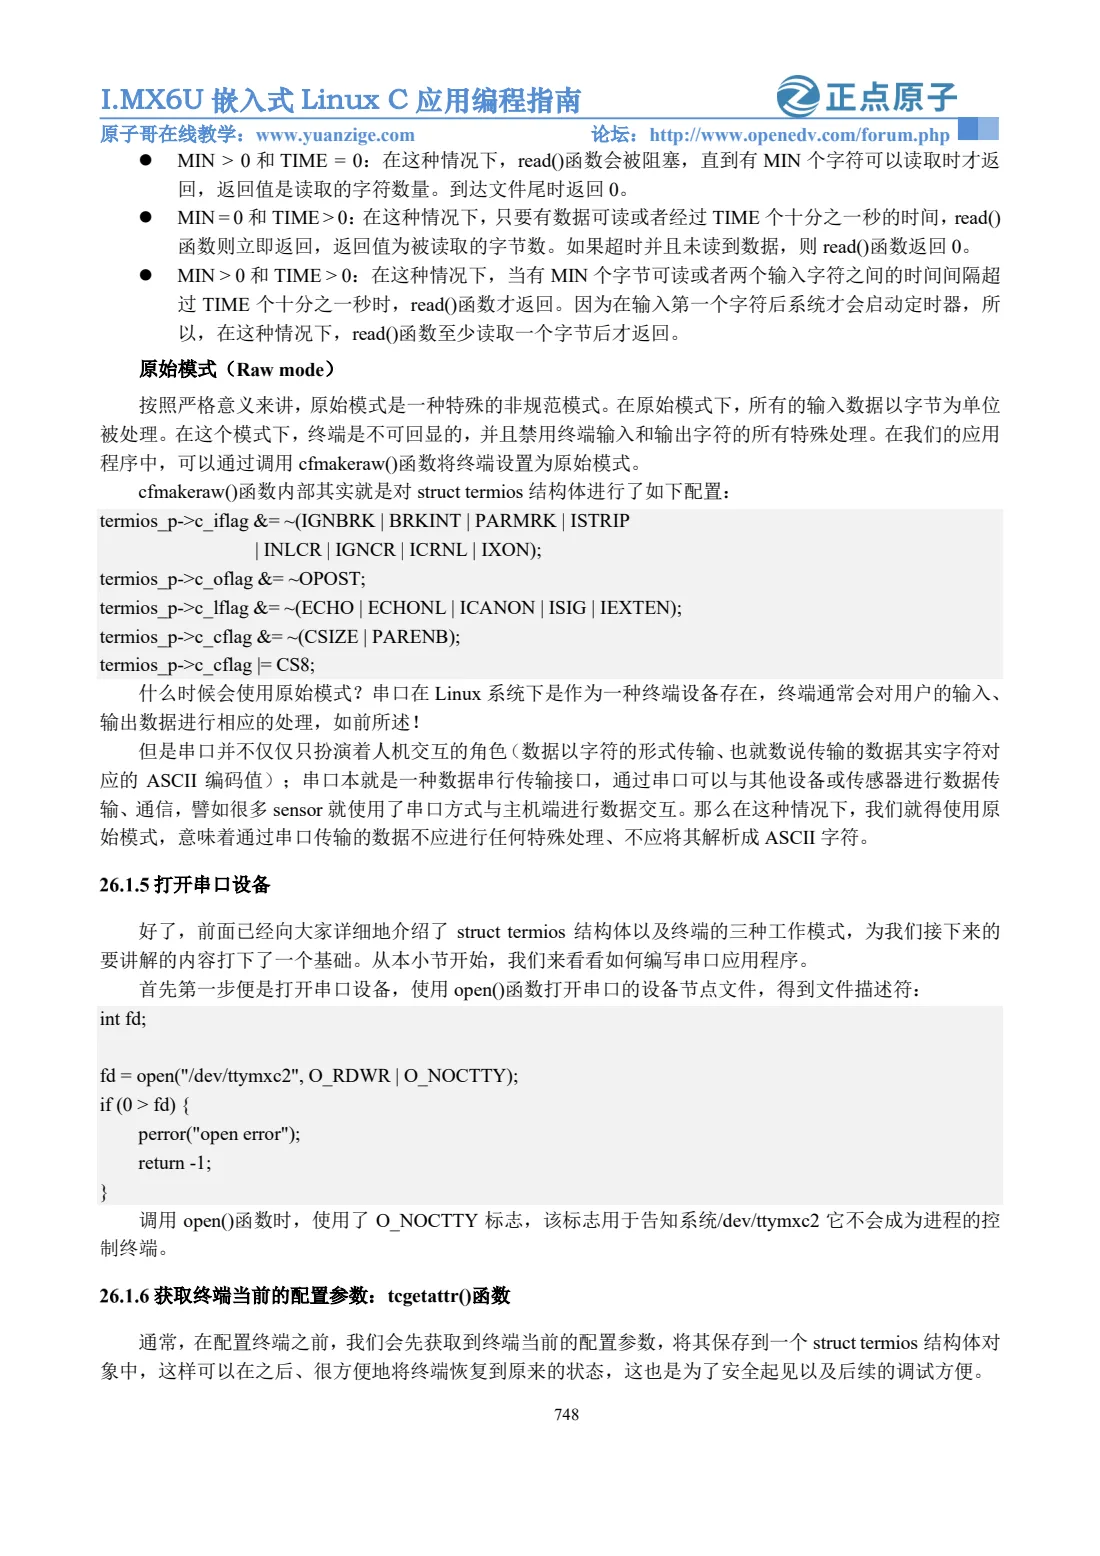 I.MX6U 嵌入式 Linux C 应用编程指南
正点原子
原子哥在线教学：www.yuanzige.com 论坛：http://www.openedv.com/forum.php
● MIN > 0 和 TIME = 0：在这种情况下，read()函数会被阻塞，直到有 MIN 个字符可以读取时才返
回，返回值是读取的字符数量。到达文件尾时返回 0。
● MIN = 0 和 TIME > 0：在这种情况下，只要有数据可读或者经过 TIME 个十分之一秒的时间，read()
函数则立即返回，返回值为被读取的字节数。如果超时并且未读到数据，则 read()函数返回 0。
● MIN > 0 和 TIME > 0：在这种情况下，当有 MIN 个字节可读或者两个输入字符之间的时间间隔超
过 TIME 个十分之一秒时，read()函数才返回。因为在输入第一个字符后系统才会启动定时器，所
以，在这种情况下，read()函数至少读取一个字节后才返回。
原始模式（Raw mode）
按照严格意义来讲，原始模式是一种特殊的非规范模式。在原始模式下，所有的输入数据以字节为单位
被处理。在这个模式下，终端是不可回显的，并且禁用终端输入和输出字符的所有特殊处理。在我们的应用
程序中，可以通过调用 cfmakeraw()函数将终端设置为原始模式。
cfmakeraw()函数内部其实就是对 struct termios 结构体进行了如下配置：
termios_p->c_iflag &= ~(IGNBRK | BRKINT | PARMRK | ISTRIP
| INLCR | IGNCR | ICRNL | IXON);
termios_p->c_oflag &= ~OPOST;
termios_p->c_lflag &= ~(ECHO | ECHONL | ICANON | ISIG | IEXTEN);
termios_p->c_cflag &= ~(CSIZE | PARENB);
termios_p->c_cflag |= CS8;
什么时候会使用原始模式？串口在 Linux 系统下是作为一种终端设备存在，终端通常会对用户的输入、
输出数据进行相应的处理，如前所述！
但是串口并不仅仅只扮演着人机交互的角色（数据以字符的形式传输、也就数说传输的数据其实字符对
应的 ASCII 编码值）；串口本就是一种数据串行传输接口，通过串口可以与其他设备或传感器进行数据传
输、通信，譬如很多 sensor 就使用了串口方式与主机端进行数据交互。那么在这种情况下，我们就得使用原
始模式，意味着通过串口传输的数据不应进行任何特殊处理、不应将其解析成 ASCII 字符。
26.1.5 打开串口设备
好了，前面已经向大家详细地介绍了 struct termios 结构体以及终端的三种工作模式，为我们接下来的
要讲解的内容打下了一个基础。从本小节开始，我们来看看如何编写串口应用程序。
首先第一步便是打开串口设备，使用 open()函数打开串口的设备节点文件，得到文件描述符：
int fd;
fd = open("/dev/ttymxc2", O_RDWR | O_NOCTTY);
if (0 > fd) {
perror("open error");
return -1;
}
调用 open()函数时，使用了 O_NOCTTY 标志，该标志用于告知系统/dev/ttymxc2 它不会成为进程的控
制终端。
26.1.6 获取终端当前的配置参数：tcgetattr()函数
通常，在配置终端之前，我们会先获取到终端当前的配置参数，将其保存到一个 struct termios 结构体对
象中，这样可以在之后、很方便地将终端恢复到原来的状态，这也是为了安全起见以及后续的调试方便。
748